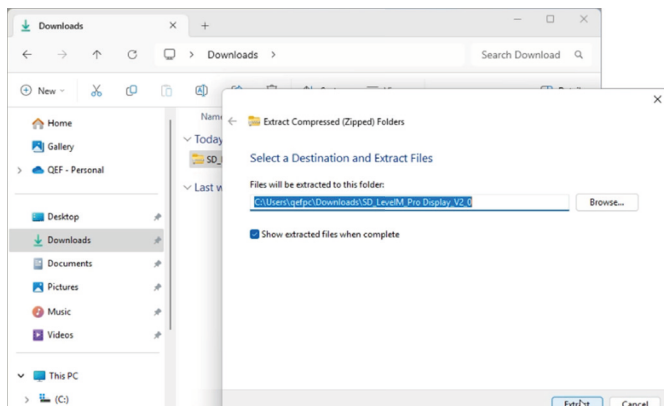 Downloads
Downloads
Search Download
New
Home
Gallery
QEF - Personal
Desktop
Downloads
Documents
Pictures
Music
Videos
This PC
(C:)
Today
Extract Compressed (Zipped) Folders
Select a Destination and Extract Files
Files will be extracted to this folder:
C:\Users\qefpc\Downloads\SD_LevelM_Pro Display_V2_0
Browse...
Show extracted files when complete
Extract
Cancel